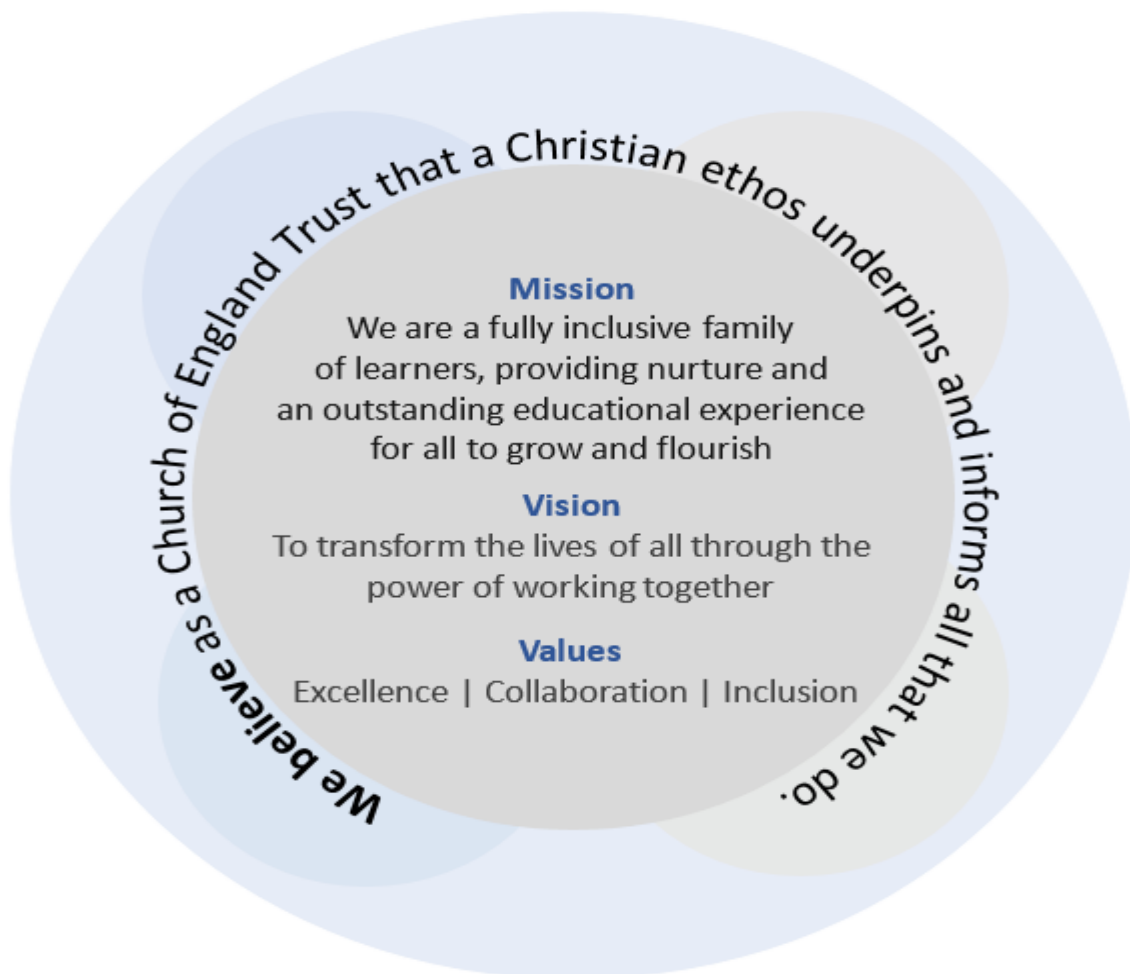 We believe as a Church of England Trust that a Christian ethos underpins and informs all that we do.
Mission
We are a fully inclusive family
of learners, providing nurture and
an outstanding educational experience
for all to grow and flourish
Vision
To transform the lives of all through the
power of working together
Values
Excellence | Collaboration | Inclusion